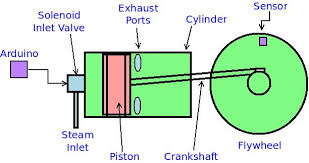 Solenoid
Inlet Valve
Exhaust
Ports
Cylinder
Sensor
Arduino
Steam
Inlet
Piston
Crankshaft
Flywheel